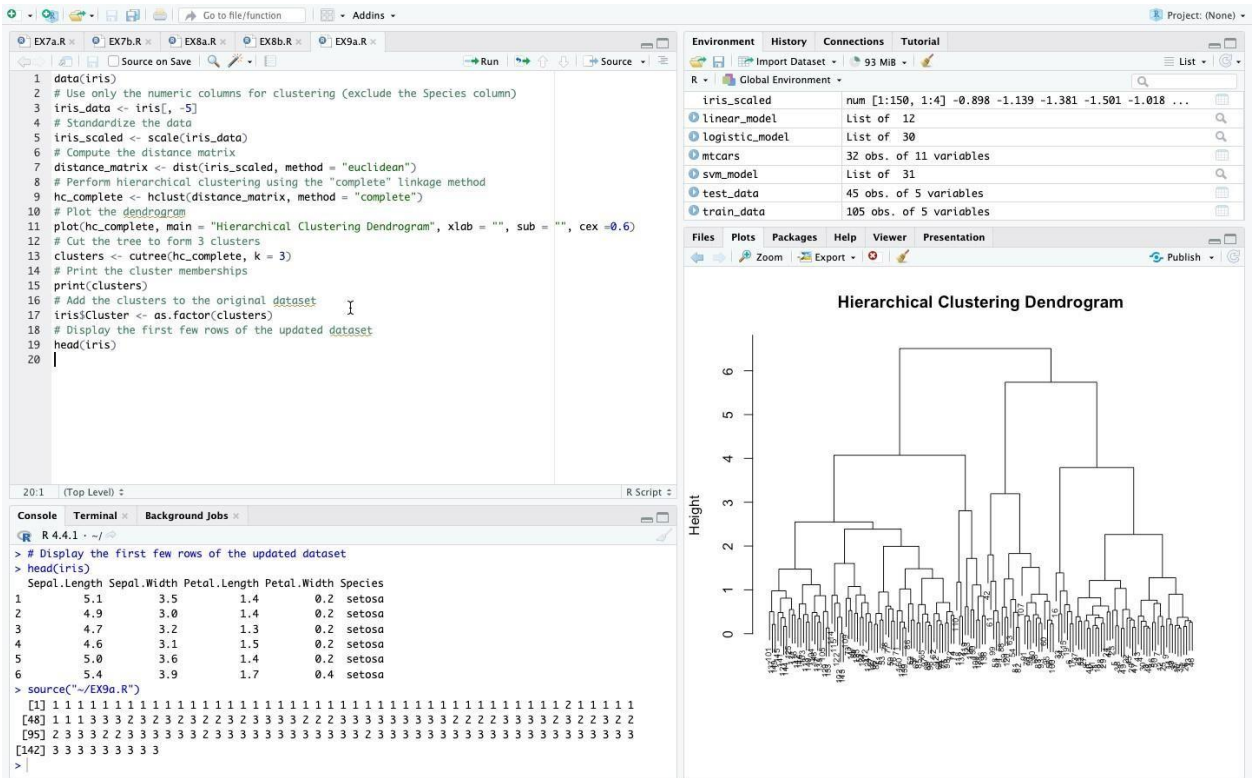 Go to file/function
Addins
Project: (None)
EX7a.R
EX7b.R
EX8a.R
EX8b.R
EX9a.R
Source on Save
Run
Source
1 data(iris)
2 # Use only the numeric columns for clustering (exclude the Species column)
3 iris_data <- iris[, -5]
4 # Standardize the data
5 iris_scaled <- scale(iris_data)
6 # Compute the distance matrix
7 distance_matrix <- dist(iris_scaled, method = "euclidean")
8 # Perform hierarchical clustering using the "complete" linkage method
9 hc_complete <- hclust(distance_matrix, method = "complete")
10 # Plot the dendrogram
11 plot(hc_complete, main = "Hierarchical Clustering Dendrogram", xlab = "", sub = "", cex =0.6)
12 # Cut the tree to form 3 clusters
13 clusters <- cutree(hc_complete, k = 3)
14 # Print the cluster memberships
15 print(clusters)
16 # Add the clusters to the original dataset
17 iris$Cluster <- as.factor(clusters)
18 # Display the first few rows of the updated dataset
19 head(iris)
20
20:1 (Top Level) R Script
Console Terminal Background Jobs
R 4.4.1 · ~/
> # Display the first few rows of the updated dataset
> head(iris)
Sepal.Length Sepal.Width Petal.Length Petal.Width Species
1 5.1 3.5 1.4 0.2 setosa
2 4.9 3.0 1.4 0.2 setosa
3 4.7 3.2 1.3 0.2 setosa
4 4.6 3.1 1.5 0.2 setosa
5 5.0 3.6 1.4 0.2 setosa
6 5.4 3.9 1.7 0.4 setosa
> source("~/EX9a.R")
[1] 1 1 1 1 1 1 1 1 1 1 1 1 1 1 1 1 1 1 1 1 1 1 1 1 1 1 1 1 1 1 1 1 1 1 1 1 1 1 1 1 1 2 1 1 1 1 1
[48] 1 1 1 3 3 3 2 3 2 3 2 3 2 2 3 2 3 3 3 3 2 2 2 3 3 3 3 3 3 3 3 3 2 2 2 2 3 3 3 3 2 3 2 2
[95] 2 3 3 3 2 2 3 3 3 3 3 3 2 3 3 3 3 3 3 3 3 3 3 3 3 3 3 3 3 3 3 3 3 3 3 3 3 3 3 3 3 3 3 3 3 3 3
[142] 3 3 3 3 3 3 3 3 3
>
Environment History Connections Tutorial
Import Dataset 93 MiB List
R Global Environment
iris_scaled num [1:150, 1:4] -0.898 -1.139 -1.381 -1.501 -1.018 ...
linear_model List of 12
logistic_model List of 30
mtcars 32 obs. of 11 variables
svm_model List of 31
test_data 45 obs. of 5 variables
train_data 105 obs. of 5 variables
Files Plots Packages Help Viewer Presentation
Zoom Export Publish
Hierarchical Clustering Dendrogram
Height
6
5
4
3
2
1
0
42
61
16